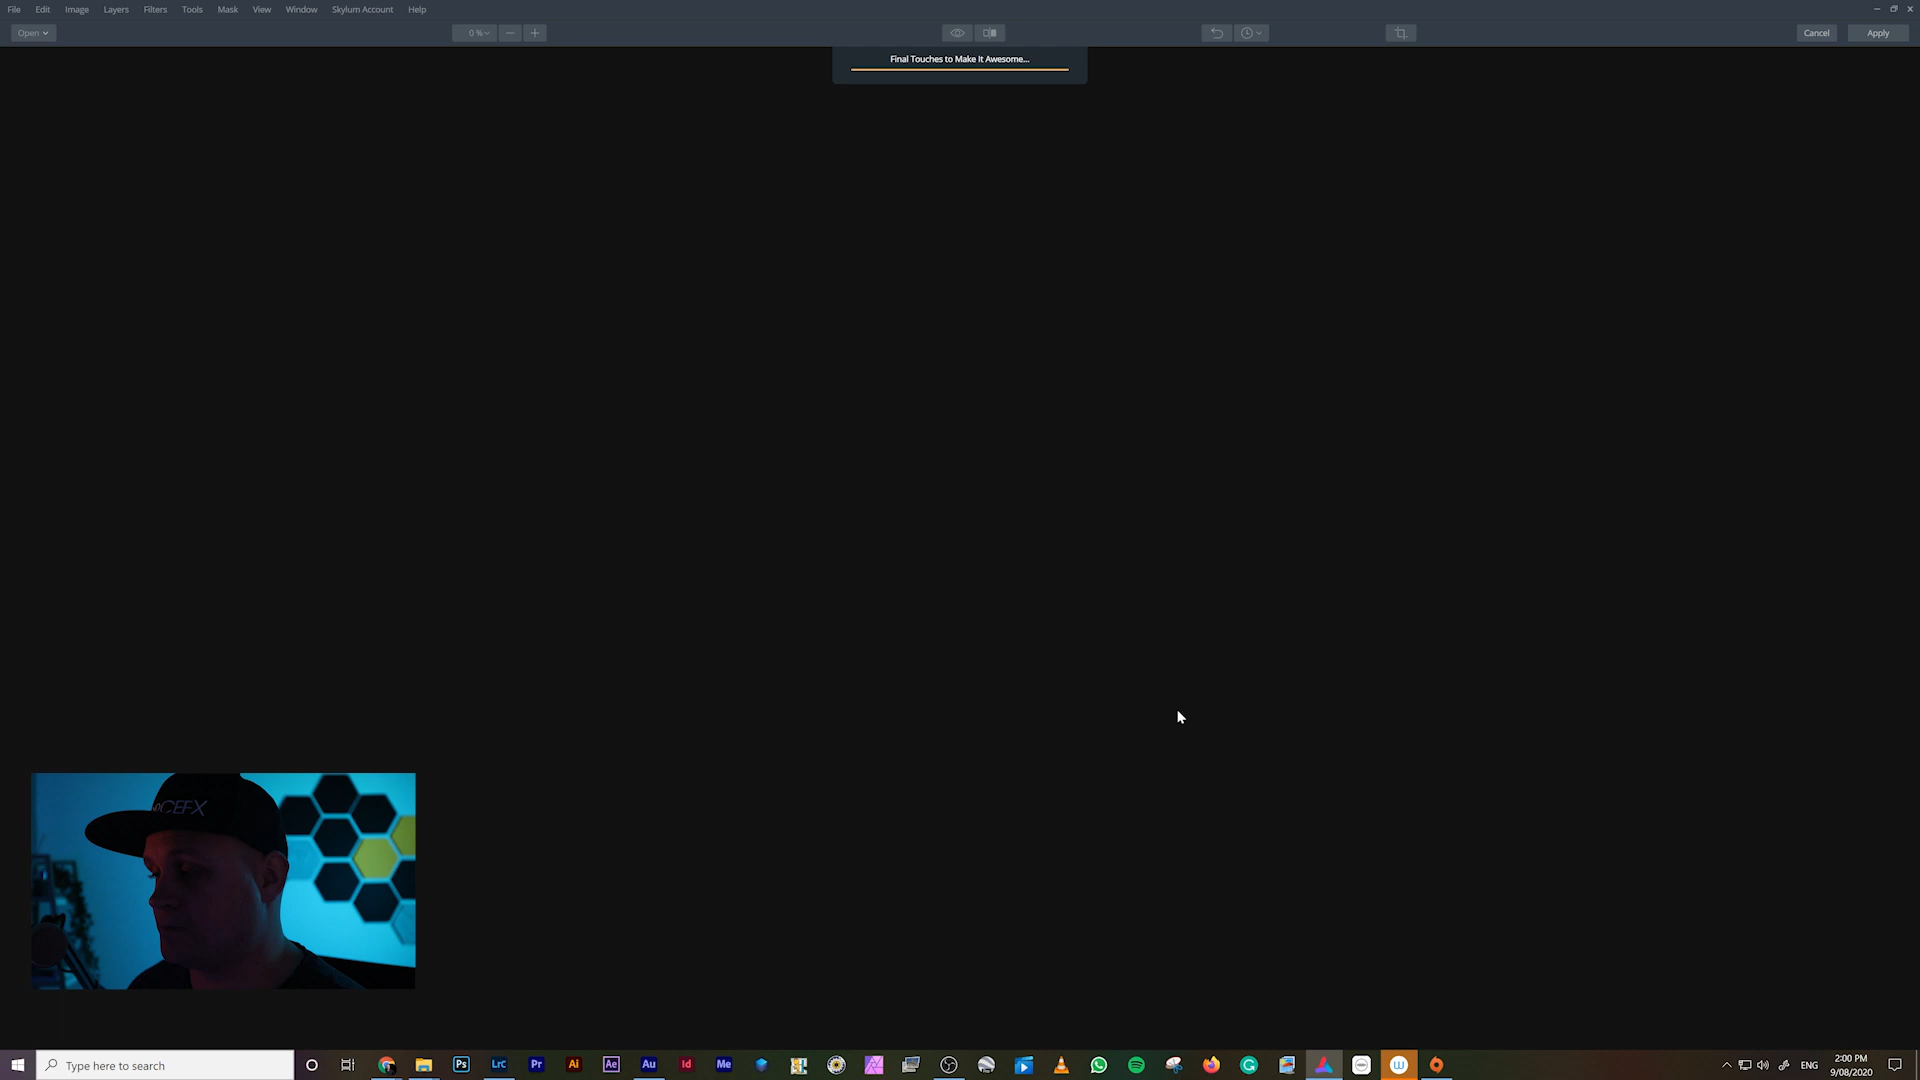 File Edit Image Layers Filters Tools Mask View Window Skylum Account Help
Open 0 % Cancel Apply
Final Touches to Make It Awesome...
CEFX
Type here to search
Ps LrC Pr Ai Ae Au Id Me
ENG
2:00 PM
9/08/2020